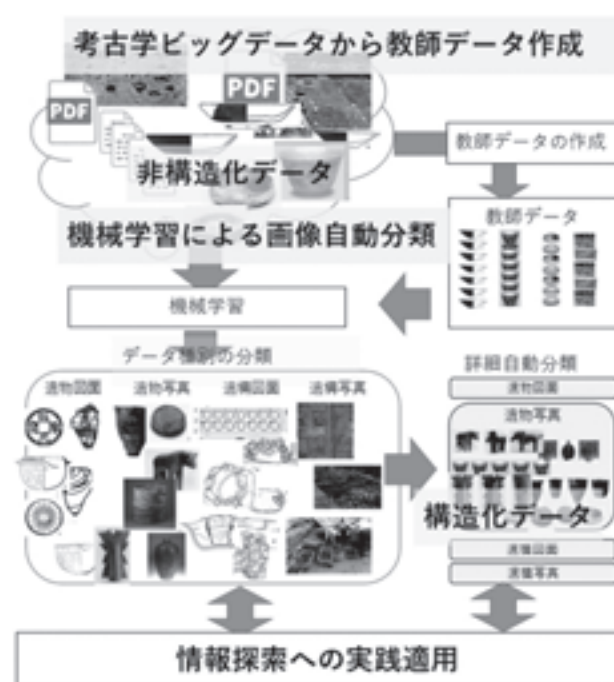 考古学ビッグデータから教師データ作成
PDF
PDF
非構造化データ
教師データの作成
教師データ
機械学習による画像自動分類
機械学習
データ種別の分類
遺物図面 遺物写真 遺構図面 遺構写真
詳細自動分類
遺物図面
遺物写真
構造化データ
遺構図面
遺構写真
情報探索への実践適用